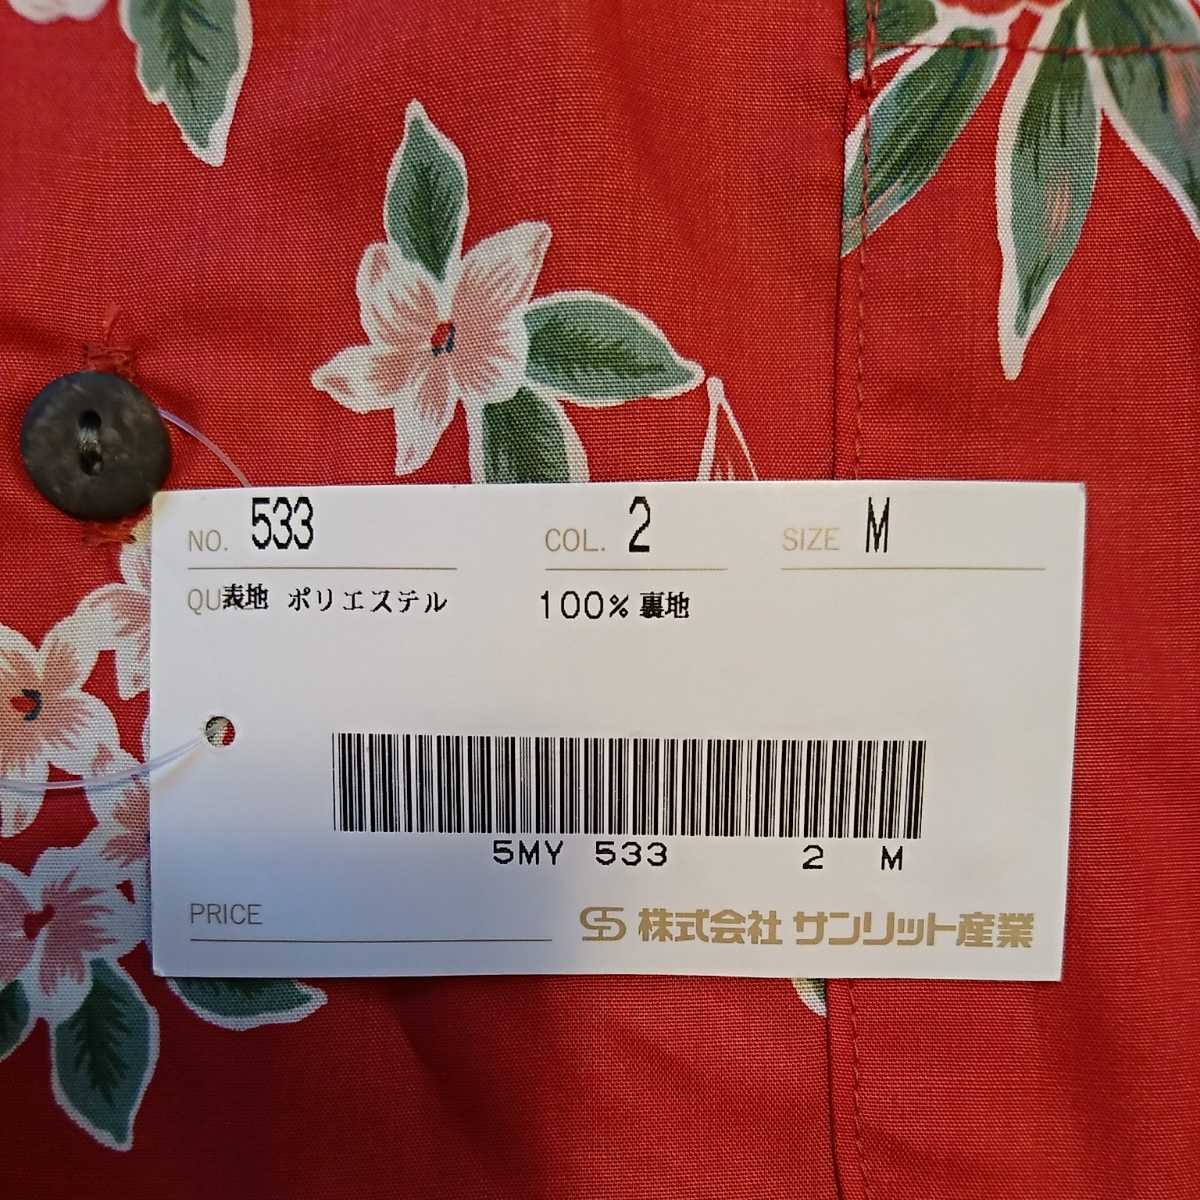 NO. 533 COL. 2 SIZE M
QU表地 ポリエステル 100% 裏地
5MY 533 2 M
PRICE
株式会社 サンリット産業